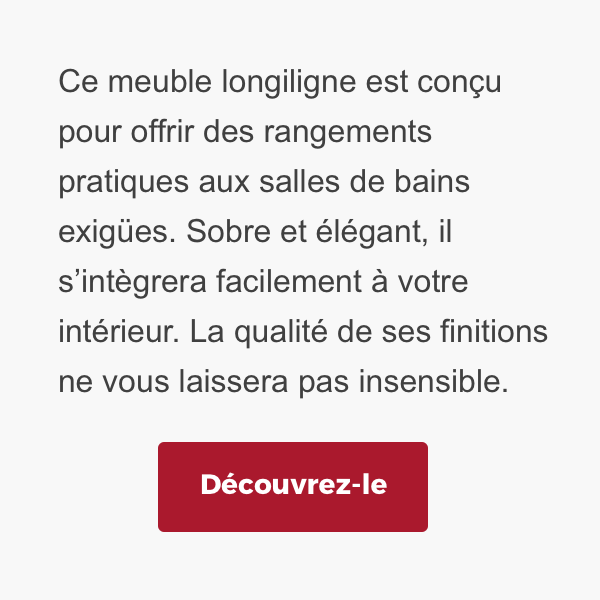 Ce meuble longiligne est conçu
pour offrir des rangements
pratiques aux salles de bains
exigües. Sobre et élégant, il
s’intègrera facilement à votre
intérieur. La qualité de ses finitions
ne vous laissera pas insensible.
Découvrez-le